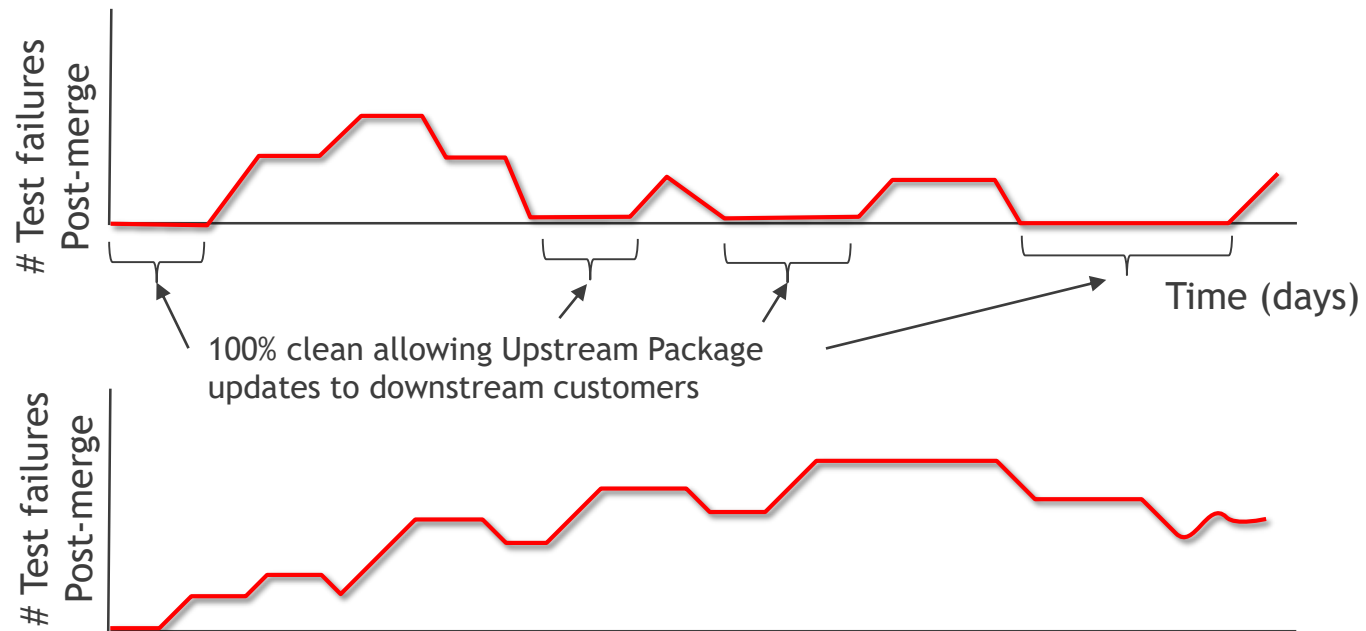 # Test failures
Post-merge
Time (days)
100% clean allowing Upstream Package
updates to downstream customers
# Test failures
Post-merge